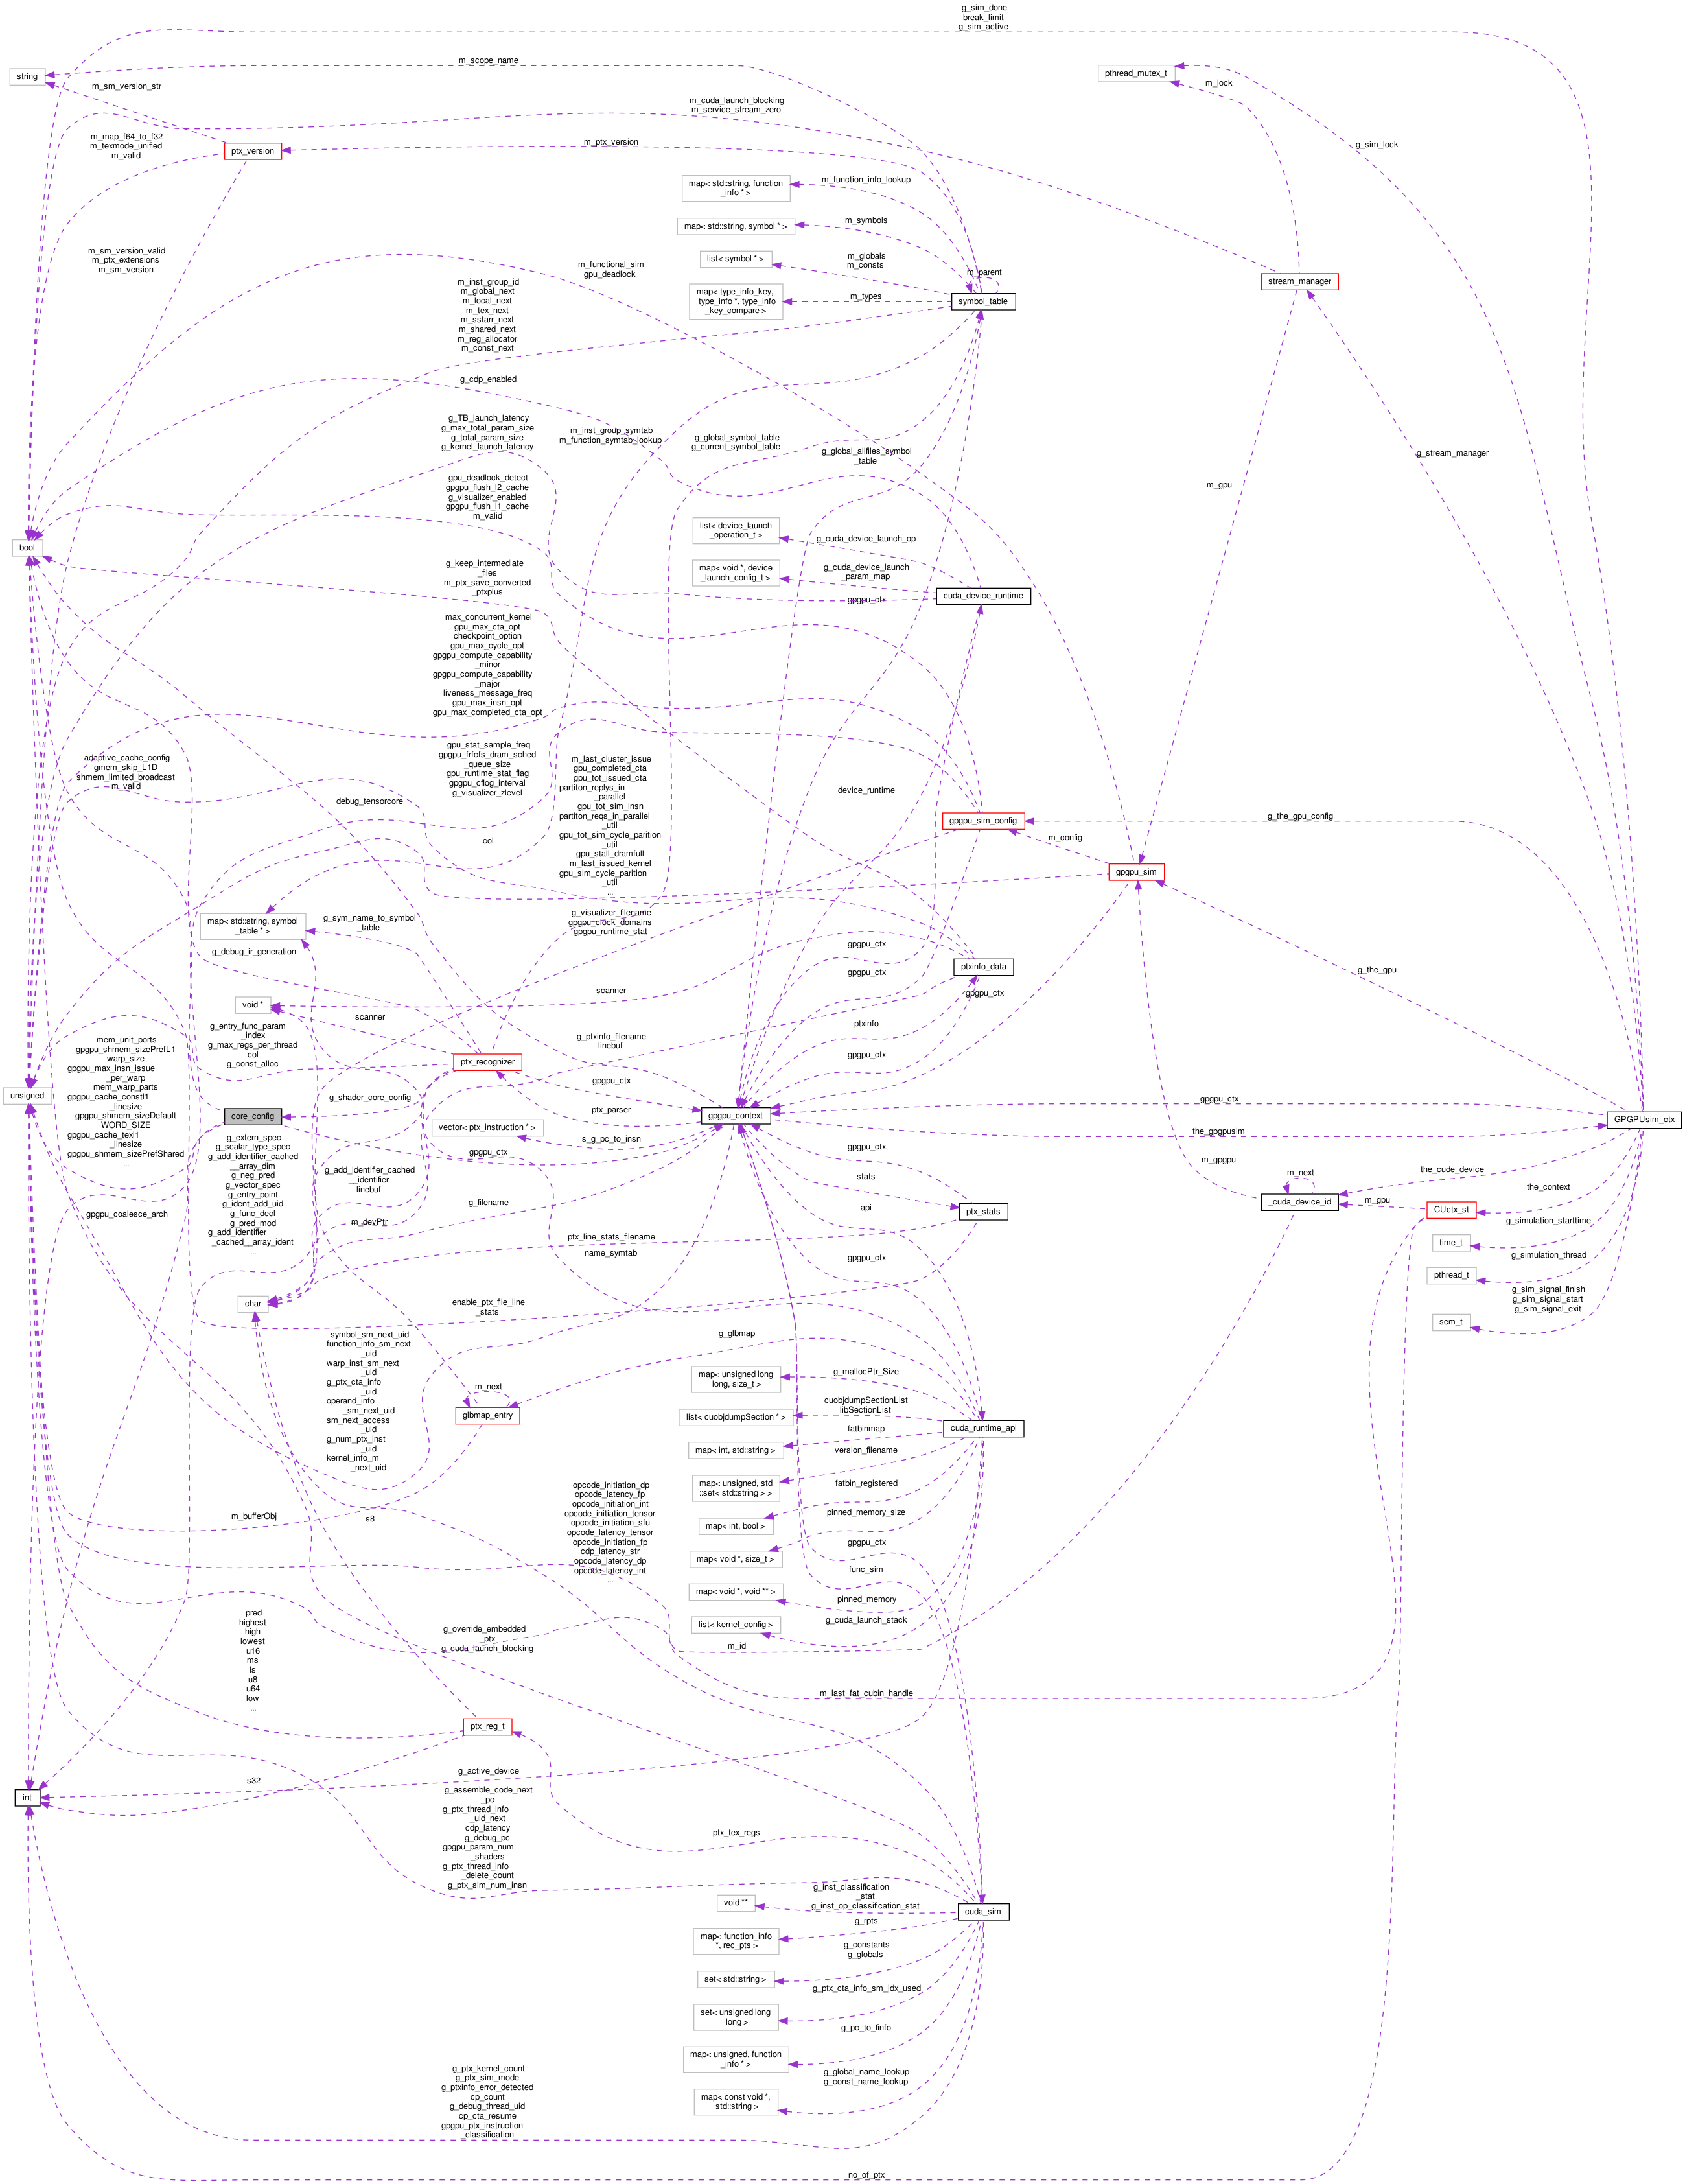 g_sim_done
break_limit
g_sim_active
m_scope_name
string
pthread_mutex_t
m_lock
m_sm_version_str
m_cuda_launch_blocking
m_service_stream_zero
m_map_f64_to_f32
m_texmode_unified
m_valid
ptx_version
m_ptx_version
g_sim_lock
map< std::string, function
_info * >
m_function_info_lookup
map< std::string, symbol * >
m_symbols
m_sm_version_valid
m_ptx_extensions
m_sm_version
list< symbol * >
m_globals
m_consts
m_functional_sim
gpu_deadlock
m_parent
stream_manager
m_inst_group_id
m_global_next
m_local_next
m_tex_next
m_sstarr_next
m_shared_next
m_reg_allocator
m_const_next
map< type_info_key,
type_info *, type_info
_key_compare >
m_types
symbol_table
g_cdp_enabled
g_TB_launch_latency
g_max_total_param_size
g_total_param_size
g_kernel_launch_latency
m_inst_group_symtab
m_function_symtab_lookup
g_global_symbol_table
g_current_symbol_table
g_global_allfiles_symbol
_table
g_stream_manager
m_gpu
gpu_deadlock_detect
gpgpu_flush_l2_cache
g_visualizer_enabled
gpgpu_flush_l1_cache
m_valid
list< device_launch
_operation_t >
g_cuda_device_launch_op
bool
g_keep_intermediate
_files
m_ptx_save_converted
_ptxplus
map< void *, device
_launch_config_t >
g_cuda_device_launch
_param_map
gpgpu_ctx
cuda_device_runtime
max_concurrent_kernel
gpu_max_cta_opt
checkpoint_option
gpu_max_cycle_opt
gpgpu_compute_capability
_minor
gpgpu_compute_capability
_major
liveness_message_freq
gpu_max_insn_opt
gpu_max_completed_cta_opt
adaptive_cache_config
gmem_skip_L1D
shmem_limited_broadcast
m_valid
gpu_stat_sample_freq
gpgpu_frfcfs_dram_sched
_queue_size
gpu_runtime_stat_flag
gpgpu_cflog_interval
g_visualizer_zlevel
m_last_cluster_issue
gpu_completed_cta
gpu_tot_issued_cta
partiton_replys_in
_parallel
gpu_tot_sim_insn
partiton_reqs_in_parallel
_util
gpu_tot_sim_cycle_parition
_util
gpu_stall_dramfull
m_last_issued_kernel
gpu_sim_cycle_parition
_util
...
debug_tensorcore
device_runtime
col
gpgpu_sim_config
g_the_gpu_config
m_config
gpgpu_sim
map< std::string, symbol
_table * >
g_sym_name_to_symbol
_table
g_visualizer_filename
gpgpu_clock_domains
gpgpu_runtime_stat
g_debug_ir_generation
gpgpu_ctx
gpgpu_ctx
ptxinfo_data
gpgpu_ctx
g_the_gpu
void *
scanner
scanner
ptxinfo
g_entry_func_param
_index
g_max_regs_per_thread
col
g_const_alloc
g_ptxinfo_filename
linebuf
gpgpu_ctx
mem_unit_ports
gpgpu_shmem_sizePrefL1
warp_size
gpgpu_max_insn_issue
_per_warp
mem_warp_parts
gpgpu_cache_constl1
_linesize
gpgpu_shmem_sizeDefault
WORD_SIZE
gpgpu_cache_texl1
_linesize
gpgpu_shmem_sizePrefShared
...
unsigned
ptx_recognizer
gpgpu_ctx
g_shader_core_config
core_config
ptx_parser
gpgpu_context
gpgpu_ctx
the_gpgpusim
GPGPUsim_ctx
vector< ptx_instruction * >
s_g_pc_to_insn
gpgpu_ctx
gpgpu_ctx
g_extern_spec
g_scalar_type_spec
g_add_identifier_cached
__array_dim
g_neg_pred
g_vector_spec
g_entry_point
g_ident_add_uid
g_func_decl
g_pred_mod
g_add_identifier
_cached__array_ident
...
g_add_identifier_cached
__identifier
linebuf
stats
m_gpgpu
m_next
the_cude_device
the_context
g_filename
api
ptx_stats
_cuda_device_id
m_gpu
CUctx_st
gpgpu_coalesce_arch
m_devPtr
ptx_line_stats_filename
g_simulation_starttime
time_t
name_symtab
gpgpu_ctx
g_simulation_thread
pthread_t
char
enable_ptx_file_line
_stats
g_sim_signal_finish
g_sim_signal_start
g_sim_signal_exit
sem_t
symbol_sm_next_uid
function_info_sm_next
_uid
warp_inst_sm_next
_uid
g_ptx_cta_info
_uid
operand_info
_sm_next_uid
sm_next_access
_uid
g_num_ptx_inst
_uid
kernel_info_m
_next_uid
g_glbmap
m_next
glbmap_entry
map< unsigned long
long, size_t >
g_mallocPtr_Size
list< cuobjdumpSection * >
cuobjdumpSectionList
libSectionList
cuda_runtime_api
map< int, std::string >
fatbinmap
version_filename
map< unsigned, std
::set< std::string > >
fatbin_registered
m_bufferObj
s8
opcode_initiation_dp
opcode_latency_fp
opcode_initiation_int
opcode_initiation_tensor
opcode_initiation_sfu
opcode_latency_tensor
opcode_initiation_fp
cdp_latency_str
opcode_latency_dp
opcode_latency_int
...
map< int, bool >
pinned_memory_size
gpgpu_ctx
map< void *, size_t >
func_sim
map< void *, void ** >
pinned_memory
pred
highest
high
lowest
u16
ms
ls
u8
u64
low
...
g_override_embedded
_ptx
g_cuda_launch_blocking
list< kernel_config >
g_cuda_launch_stack
m_id
m_last_fat_cubin_handle
ptx_reg_t
s32
g_active_device
int
g_assemble_code_next
_pc
g_ptx_thread_info
_uid_next
cdp_latency
g_debug_pc
gpgpu_param_num
_shaders
g_ptx_thread_info
_delete_count
g_ptx_sim_num_insn
ptx_tex_regs
void **
g_inst_classification
_stat
g_inst_op_classification_stat
cuda_sim
map< function_info
*, rec_pts >
g_rpts
g_constants
g_globals
set< std::string >
g_ptx_cta_info_sm_idx_used
set< unsigned long
long >
g_pc_to_finfo
map< unsigned, function
_info * >
g_global_name_lookup
g_const_name_lookup
map< const void *,
std::string >
g_ptx_kernel_count
g_ptx_sim_mode
g_ptxinfo_error_detected
cp_count
g_debug_thread_uid
cp_cta_resume
gpgpu_ptx_instruction
_classification
no_of_ptx